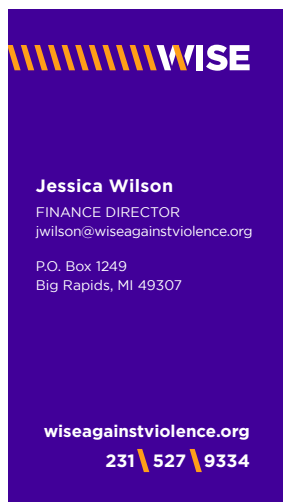 WISE
Jessica Wilson
FINANCE DIRECTOR
jwilson@wiseagainstviolence.org
P.O. Box 1249
Big Rapids, MI 49307
wiseagainstviolence.org
231 \ 527 \ 9334